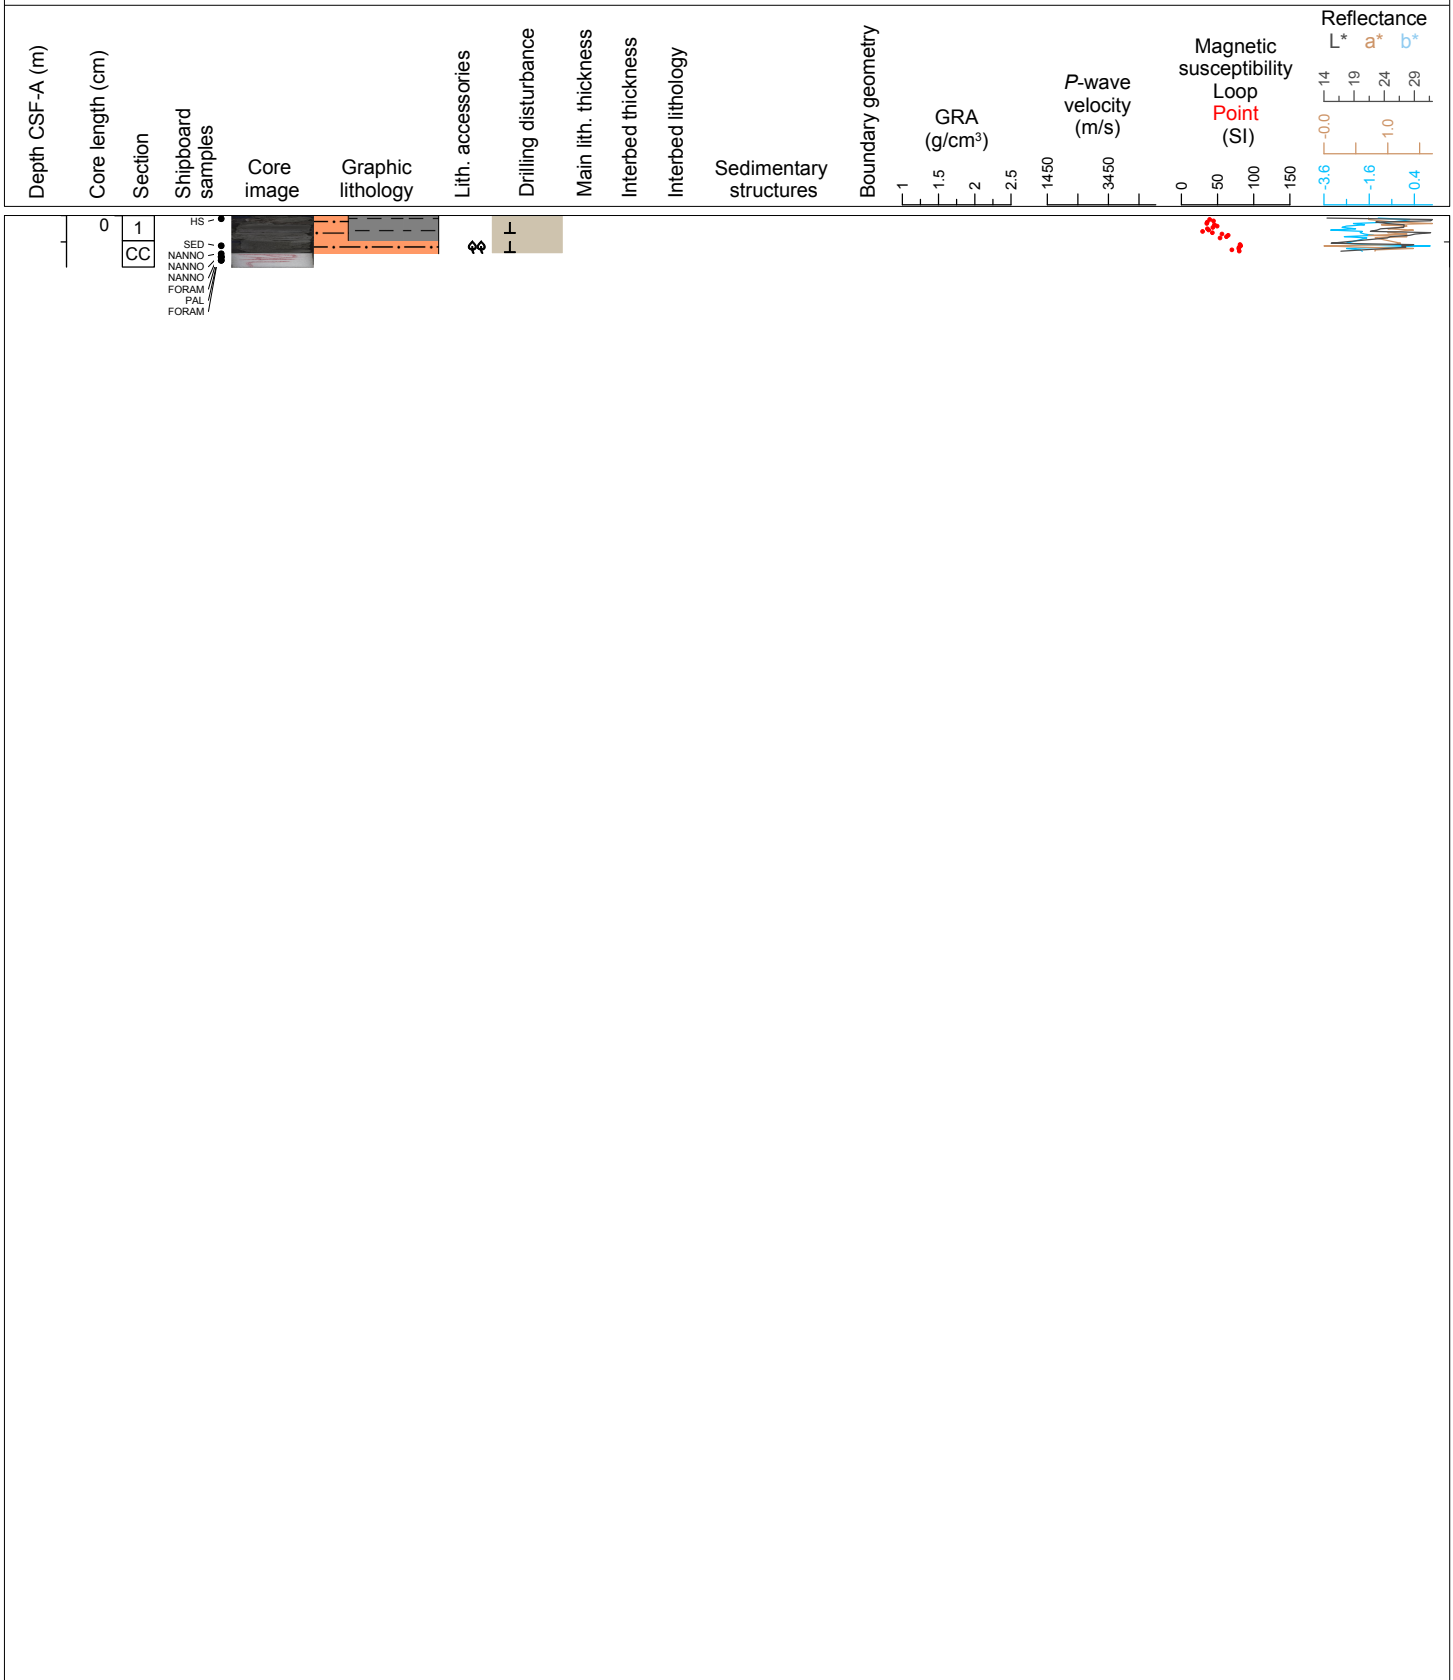 Depth CSF-A (m)
Core length (cm)
Section
Shipboard
samples
Core
image
Graphic
lithology
Lith. accessories
Drilling disturbance
Main lith. thickness
Interbed thickness
Interbed lithology
Sedimentary
structures
Boundary geometry
GRA
(g/cm³)
1
1.5
2
2.5
P-wave
velocity
(m/s)
1450
3450
Magnetic
susceptibility
Loop
Point
(SI)
0
50
100
150
Reflectance
L* a* b*
14
19
24
29
-0.0
1.0
-3.6
-1.6
0.4
0
1
CC
HS
SED
NANNO
NANNO
NANNO
FORAM
PAL
FORAM